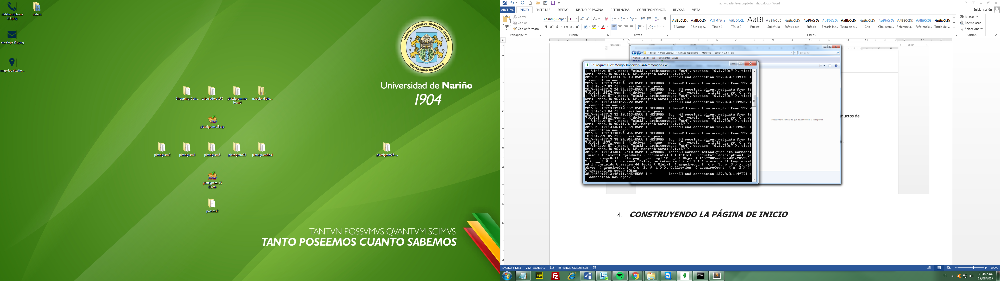 old-handphone
(1).png
videos
envelope (1).png
map-localizatio...
TANTVM POSSVMVS QVANTVM SCIMVS
UNIVERSIDAD DE NARIÑO
Universidad de Nariño
1904
Shopping-Cart...
calculadorasUC
platzigram-no
found
trabajo-diplo...
platzigram-23.zip
platzigram2
platzigram4
platzigram5
platzigram23
platzigramfinal
platzigram26-...
platzigram-15
(1).rar
posscss2
TANTVN POSSVMVS QVANTVM SCIMVS
TANTO POSEEMOS CUANTO SABEMOS
actividad2-Javascript-definitivo.docx - Word
ARCHIVO INICIO INSERTAR DISEÑO DISEÑO DE PÁGINA REFERENCIAS CORRESPONDENCIA REVISAR VISTA
Iniciar sesión
Pegar
Cortar
Copiar
Copiar formato
Portapapeles
Calibri (Cuerpo 11
Fuente
Párrafo
¶ Normal
¶ Sin espa...
Título 1
Título 2
Puesto
Subtítulo
Énfasis sutil
Énfasis
Énfasis int...
Texto en n...
Cita
Cita desta...
Referencia...
Referencia...
Título del ...
Estilos
Buscar
Reemplazar
Seleccionar
Edición
Equipo Disco Local (C:) Archivos de programa MongoDB Server 3.4 bin
Buscar bin
Archivo Edición Ver Herramientas Ayuda
C:\Program Files\MongoDB\Server\3.4\bin\mongod.exe
: "Windows_NT", name: "win32", architecture: "x64", version: "6.1.7601" }, platf
orm: "Node.js v6.11.0, LE, mongodb-core: 2.1.15" }
2017-08-19T13:24:30.613-0500 I - [conn2] end connection 127.0.0.1:49448 (
1 connection now open)
2017-08-19T13:24:34.828-0500 I NETWORK [thread1] connection accepted from 127.0
.0.1:49527 #3 (1 connection now open)
2017-08-19T13:24:34.833-0500 I NETWORK [conn3] received client metadata from 12
7.0.0.1:49527 conn3: { driver: { name: "nodejs", version: "2.2.31" }, os: { type
: "Windows_NT", name: "win32", architecture: "x64", version: "6.1.7601" }, platf
orm: "Node.js v6.11.0, LE, mongodb-core: 2.1.15" }
2017-08-19T13:32:07.972-0500 I - [conn3] end connection 127.0.0.1:49527 (
1 connection now open)
2017-08-19T13:32:10.659-0500 I NETWORK [thread1] connection accepted from 127.0
.0.1:49623 #4 (1 connection now open)
2017-08-19T13:32:10.663-0500 I NETWORK [conn4] received client metadata from 12
7.0.0.1:49623 conn4: { driver: { name: "nodejs", version: "2.2.31" }, os: { type
: "Windows_NT", name: "win32", architecture: "x64", version: "6.1.7601" }, platf
orm: "Node.js v6.11.0, LE, mongodb-core: 2.1.15" }
2017-08-19T13:36:15.654-0500 I - [conn4] end connection 127.0.0.1:49623 (
1 connection now open)
2017-08-19T13:38:24.056-0500 I NETWORK [thread1] connection accepted from 127.0
.0.1:49771 #5 (1 connection now open)
2017-08-19T13:38:24.061-0500 I NETWORK [conn5] received client metadata from 12
7.0.0.1:49771 conn5: { driver: { name: "nodejs", version: "2.2.31" }, os: { type
: "Windows_NT", name: "win32", architecture: "x64", version: "6.1.7601" }, platf
orm: "Node.js v6.11.0, LE, mongodb-core: 2.1.15" }
2017-08-19T13:38:35.410-0500 I COMMAND [conn5] command bdfood.products command:
insert { insert: "products", documents: [ { title: "Producto", description: "pr
imer", imageUrl: "data.png", pricing: 10, _id: ObjectId('599885aa5ba2081e285228c
7'), __v: 0 } ], ordered: false, writeConcern: { w: 1 } } ninserted:1 keysInsert
ed:1 numYields:0 reslen:44 locks:{ Global: { acquireCount: { r: 3, w: 3 } }, Dat
abase: { acquireCount: { w: 2, W: 1 } }, Collection: { acquireCount: { w: 2 } }
} protocol:op_query 106ms
2017-08-19T13:40:11.445-0500 I - [conn5] end connection 127.0.0.1:49771 (
1 connection now open)
Seleccione el archivo del que desea obtener la vista previa.
ductos de
e:
4. CONSTRUYENDO LA PÁGINA DE INICIO
PÁGINA 3 DE 3 232 PALABRAS ESPAÑOL (COLOMBIA)
190%
ES
01:48 p.m.
19/08/2017